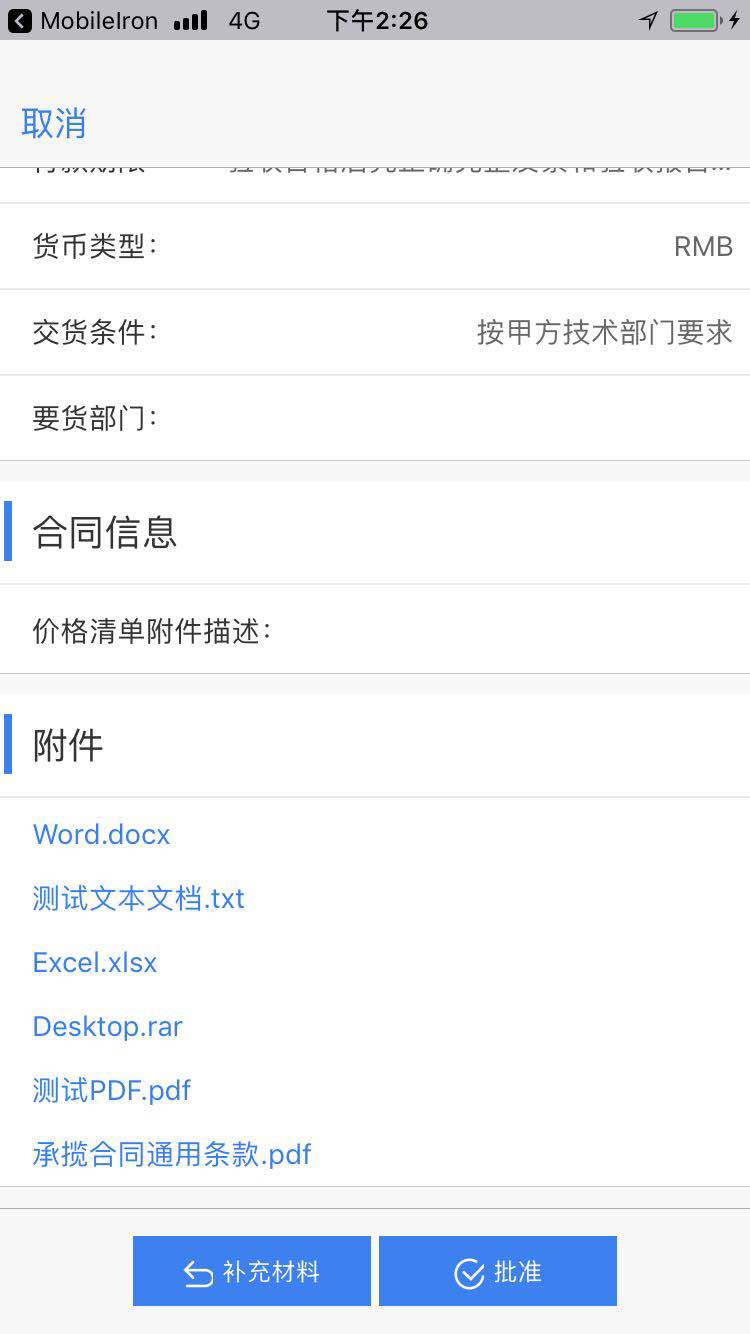 MobileIron 4G 下午2:26
取消
货币类型： RMB
交货条件： 按甲方技术部门要求
要货部门：
合同信息
价格清单附件描述：
附件
Word.docx
测试文本文档.txt
Excel.xlsx
Desktop.rar
测试PDF.pdf
承揽合同通用条款.pdf
补充材料 批准